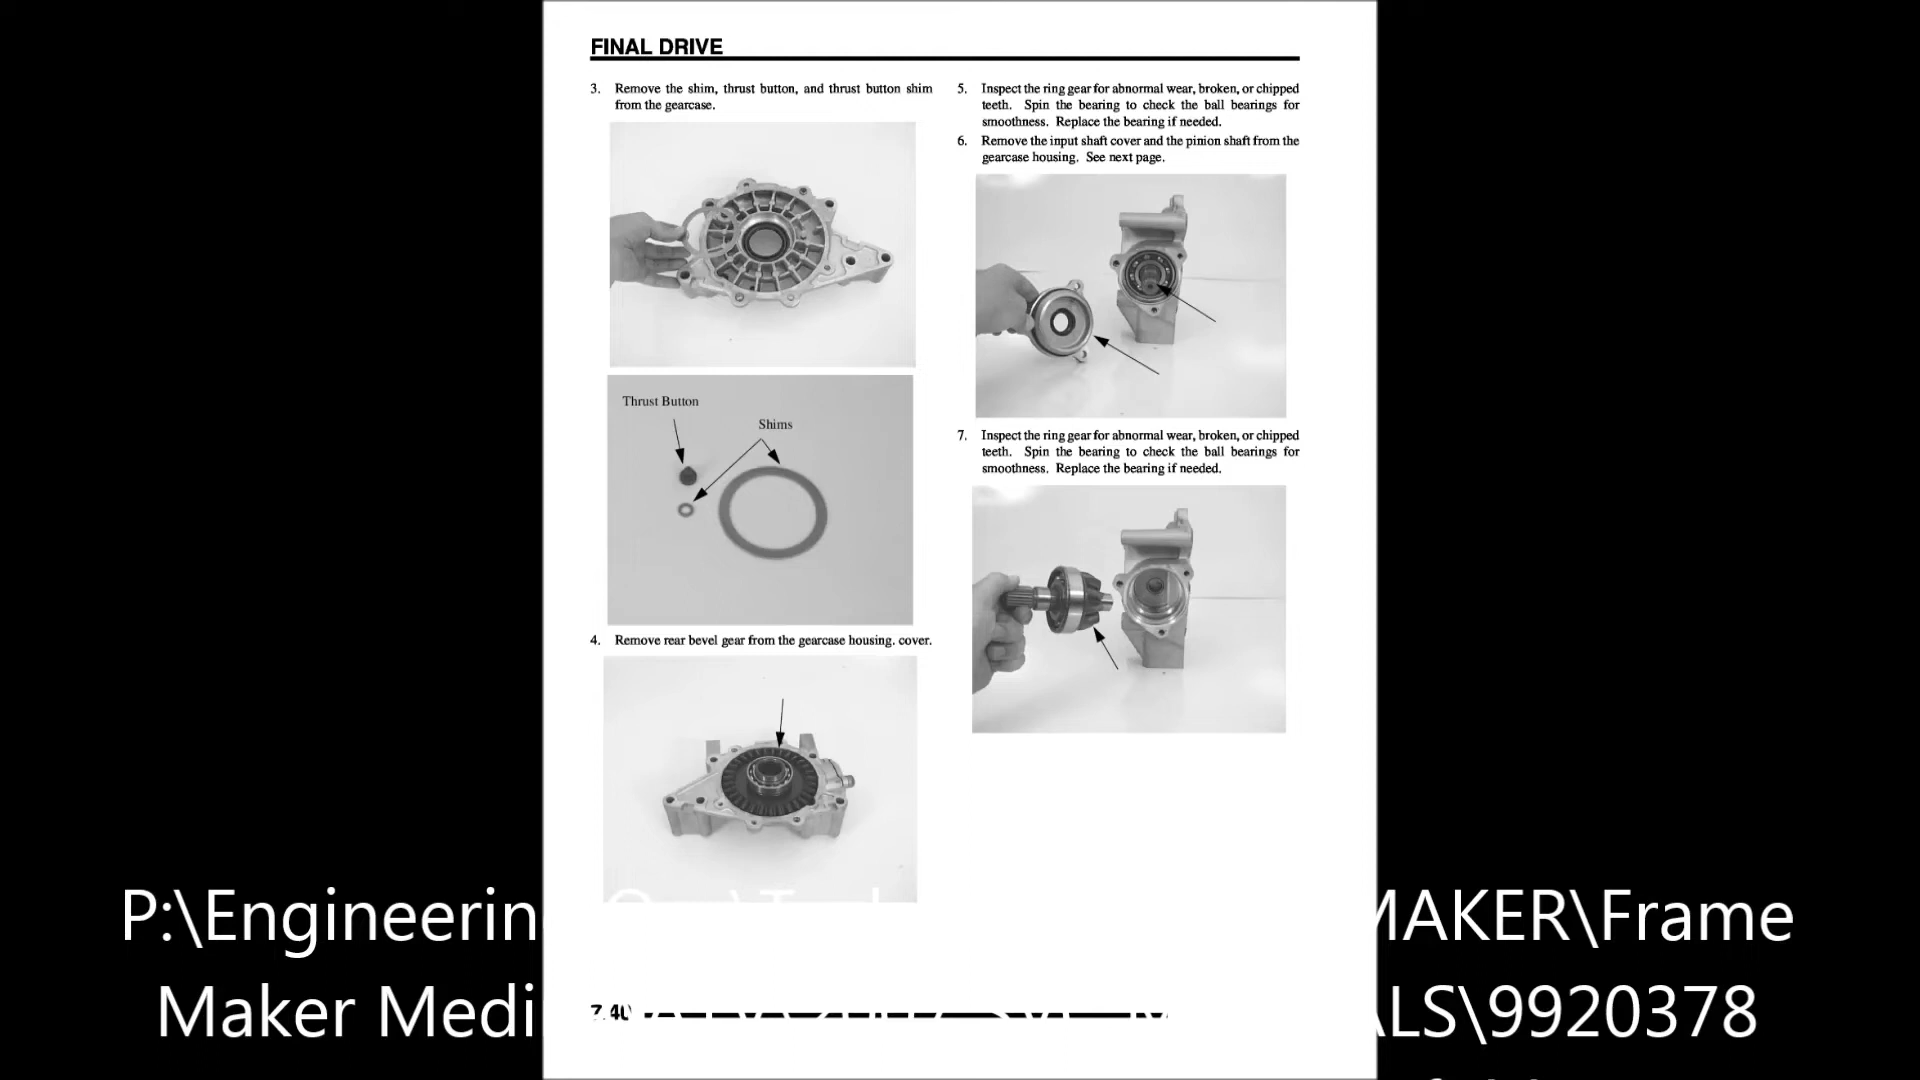 FINAL DRIVE
3. Remove the shim, thrust button, and thrust button shim
from the gearcase.
Thrust Button
Shims
4. Remove rear bevel gear from the gearcase housing. cover.
5. Inspect the ring gear for abnormal wear, broken, or chipped
teeth. Spin the bearing to check the ball bearings for
smoothness. Replace the bearing if needed.
6. Remove the input shaft cover and the pinion shaft from the
gearcase housing. See next page.
7. Inspect the ring gear for abnormal wear, broken, or chipped
teeth. Spin the bearing to check the ball bearings for
smoothness. Replace the bearing if needed.
7.40
P:\Engineerin MAKER\Frame
Maker Medi ALS\9920378